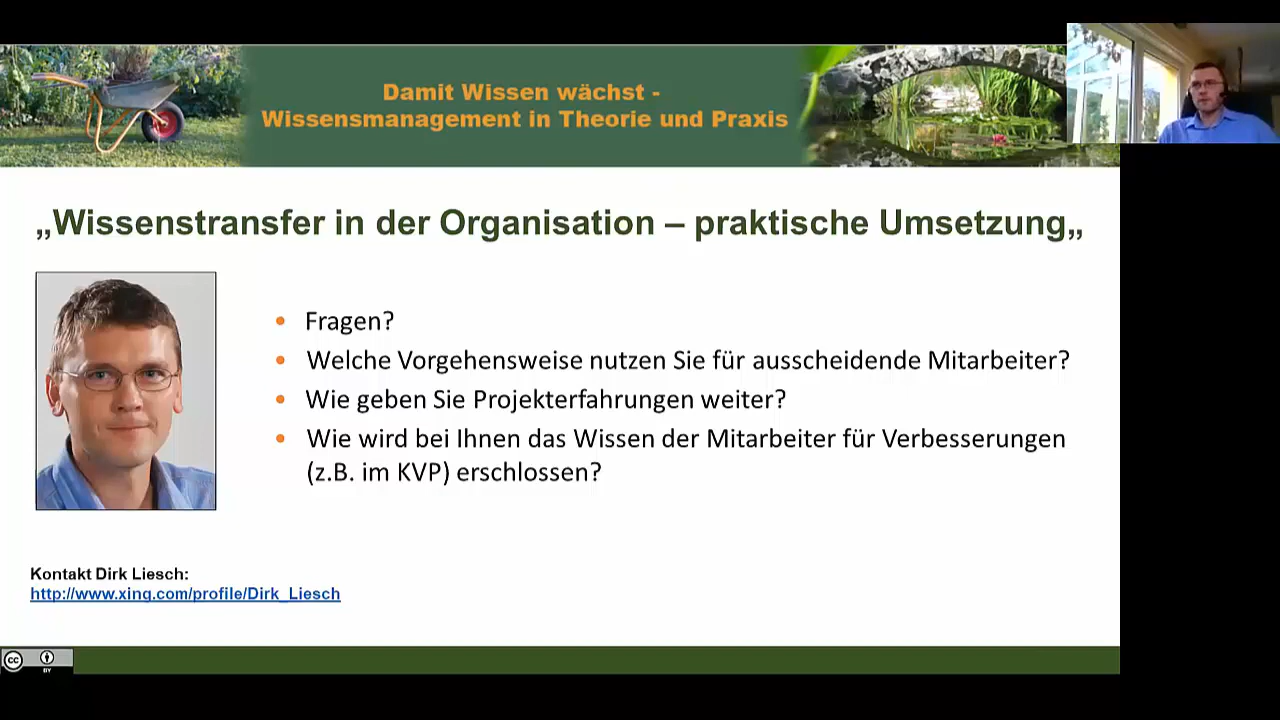 Damit Wissen wächst -
Wissensmanagement in Theorie und Praxis
„Wissenstransfer in der Organisation – praktische Umsetzung„
• Fragen?
• Welche Vorgehensweise nutzen Sie für ausscheidende Mitarbeiter?
• Wie geben Sie Projekterfahrungen weiter?
• Wie wird bei Ihnen das Wissen der Mitarbeiter für Verbesserungen
(z.B. im KVP) erschlossen?
Kontakt Dirk Liesch:
http://www.xing.com/profile/Dirk_Liesch
cc
BY